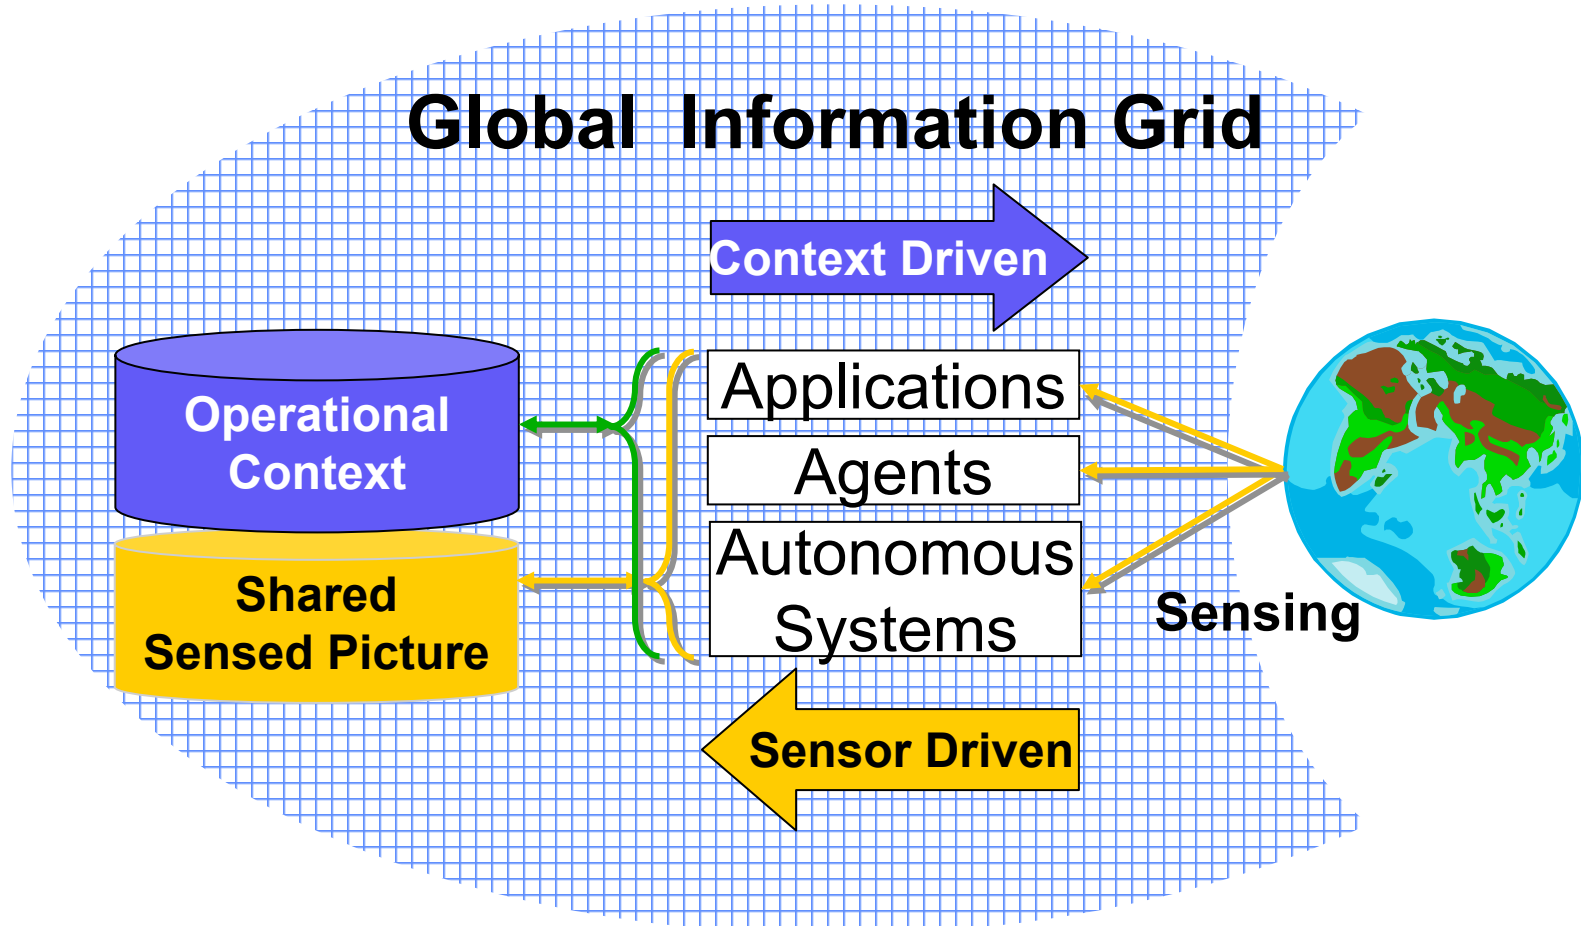 Global Information Grid
Context Driven
Operational
Context
Shared
Sensed Picture
Applications
Agents
Autonomous
Systems
Sensing
Sensor Driven